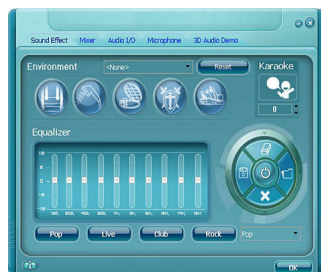 Sound Effect Mixer Audio I/O Microphone 3D Audio Demo
Environment <None> Reset Karaoke
0
Equalizer
Pop Live Club Rock Pop
OK